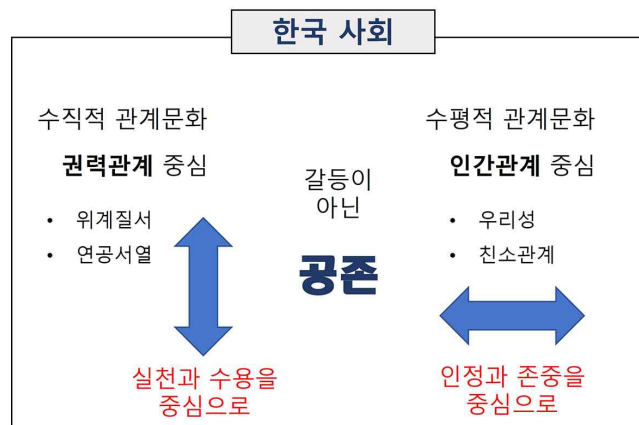 한국 사회
수직적 관계문화
권력관계 중심
• 위계질서
• 연공서열
실천과 수용을
중심으로
갈등이
아닌
공존
수평적 관계문화
인간관계 중심
• 우리성
• 친소관계
인정과 존중을
중심으로